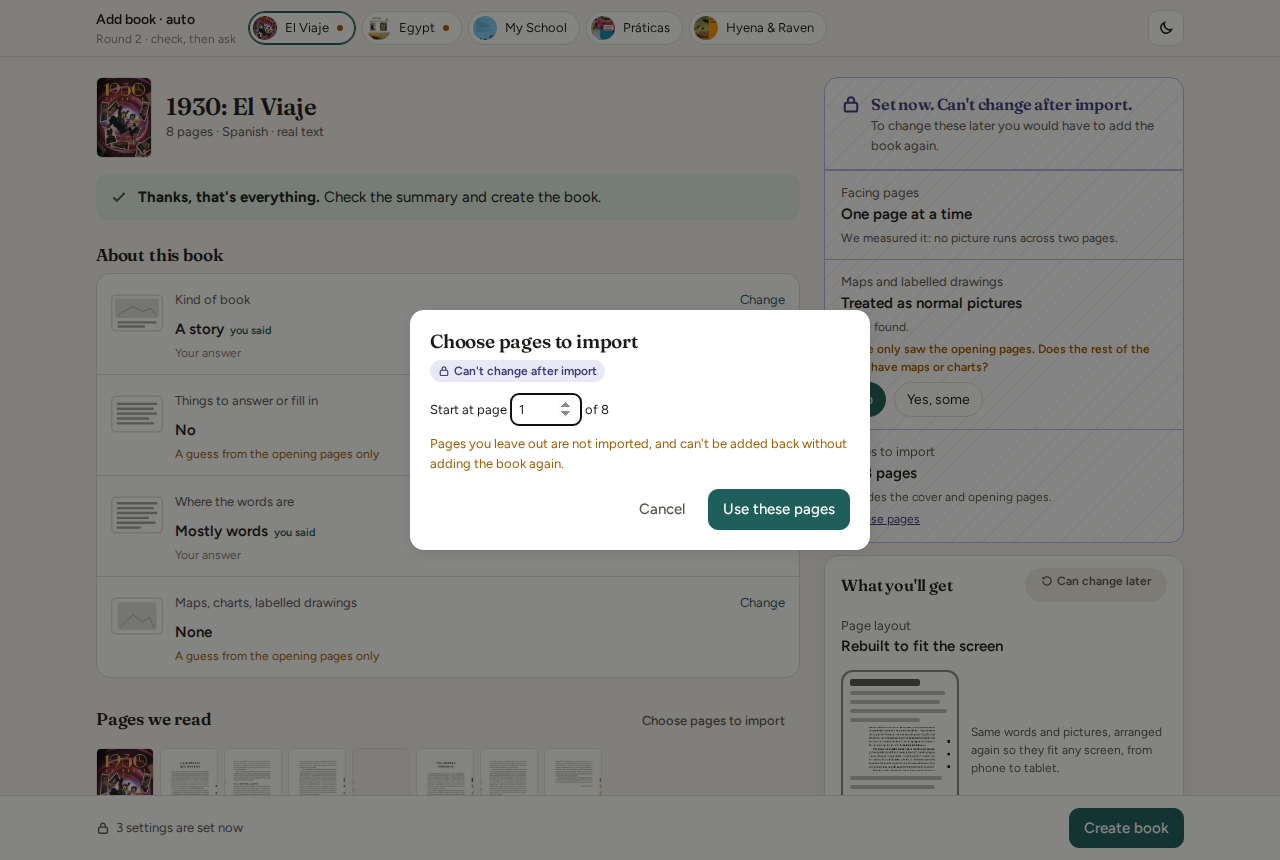 Add book · auto
Round 2 · check, then ask
El Viaje
Egypt
My School
Práticas
Hyena & Raven
1930: El Viaje
8 pages · Spanish · real text
Thanks, that's everything. Check the summary and create the book.
About this book
Kind of book
Change
A story you said
Your answer
Things to answer or fill in
No
A guess from the opening pages only
Where the words are
Mostly words you said
Your answer
Maps, charts, labelled drawings
Change
None
A guess from the opening pages only
Pages we read
Choose pages to import
1930
Choose pages to import
Can't change after import
Start at page 1 of 8
Pages you leave out are not imported, and can't be added back without
adding the book again.
Cancel
Use these pages
Set now. Can't change after import.
To change these later you would have to add the
book again.
Facing pages
One page at a time
We measured it: no picture runs across two pages.
Maps and labelled drawings
Treated as normal pictures
found.
only saw the opening pages. Does the rest of the
have maps or charts?
Yes, some
to import
pages
the cover and opening pages.
pages
What you'll get
Can change later
Page layout
Rebuilt to fit the screen
Same words and pictures, arranged
again so they fit any screen, from
phone to tablet.
3 settings are set now
Create book